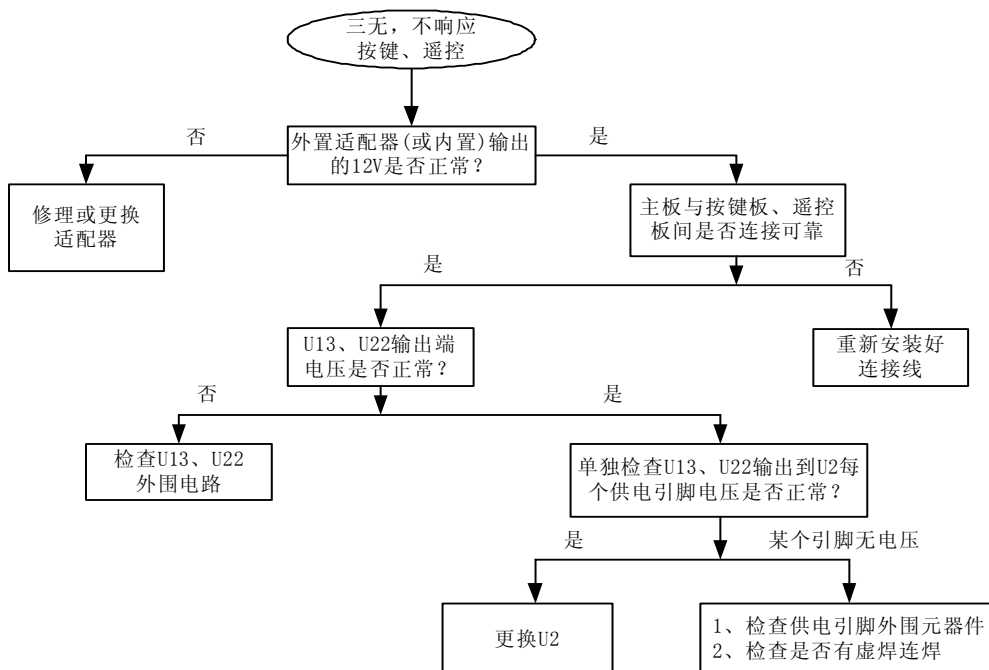 三无，不响应
按键、遥控
否
外置适配器(或内置)输出
的12V是否正常？
是
修理或更换
适配器
主板与按键板、遥控
板间是否连接可靠
是
否
U13、U22输出端
电压是否正常？
重新安装好
连接线
否
是
检查U13、U22
外围电路
单独检查U13、U22输出到U2每
个供电引脚电压是否正常？
是
某个引脚无电压
更换U2
1、检查供电引脚外围元器件
2、检查是否有虚焊连焊